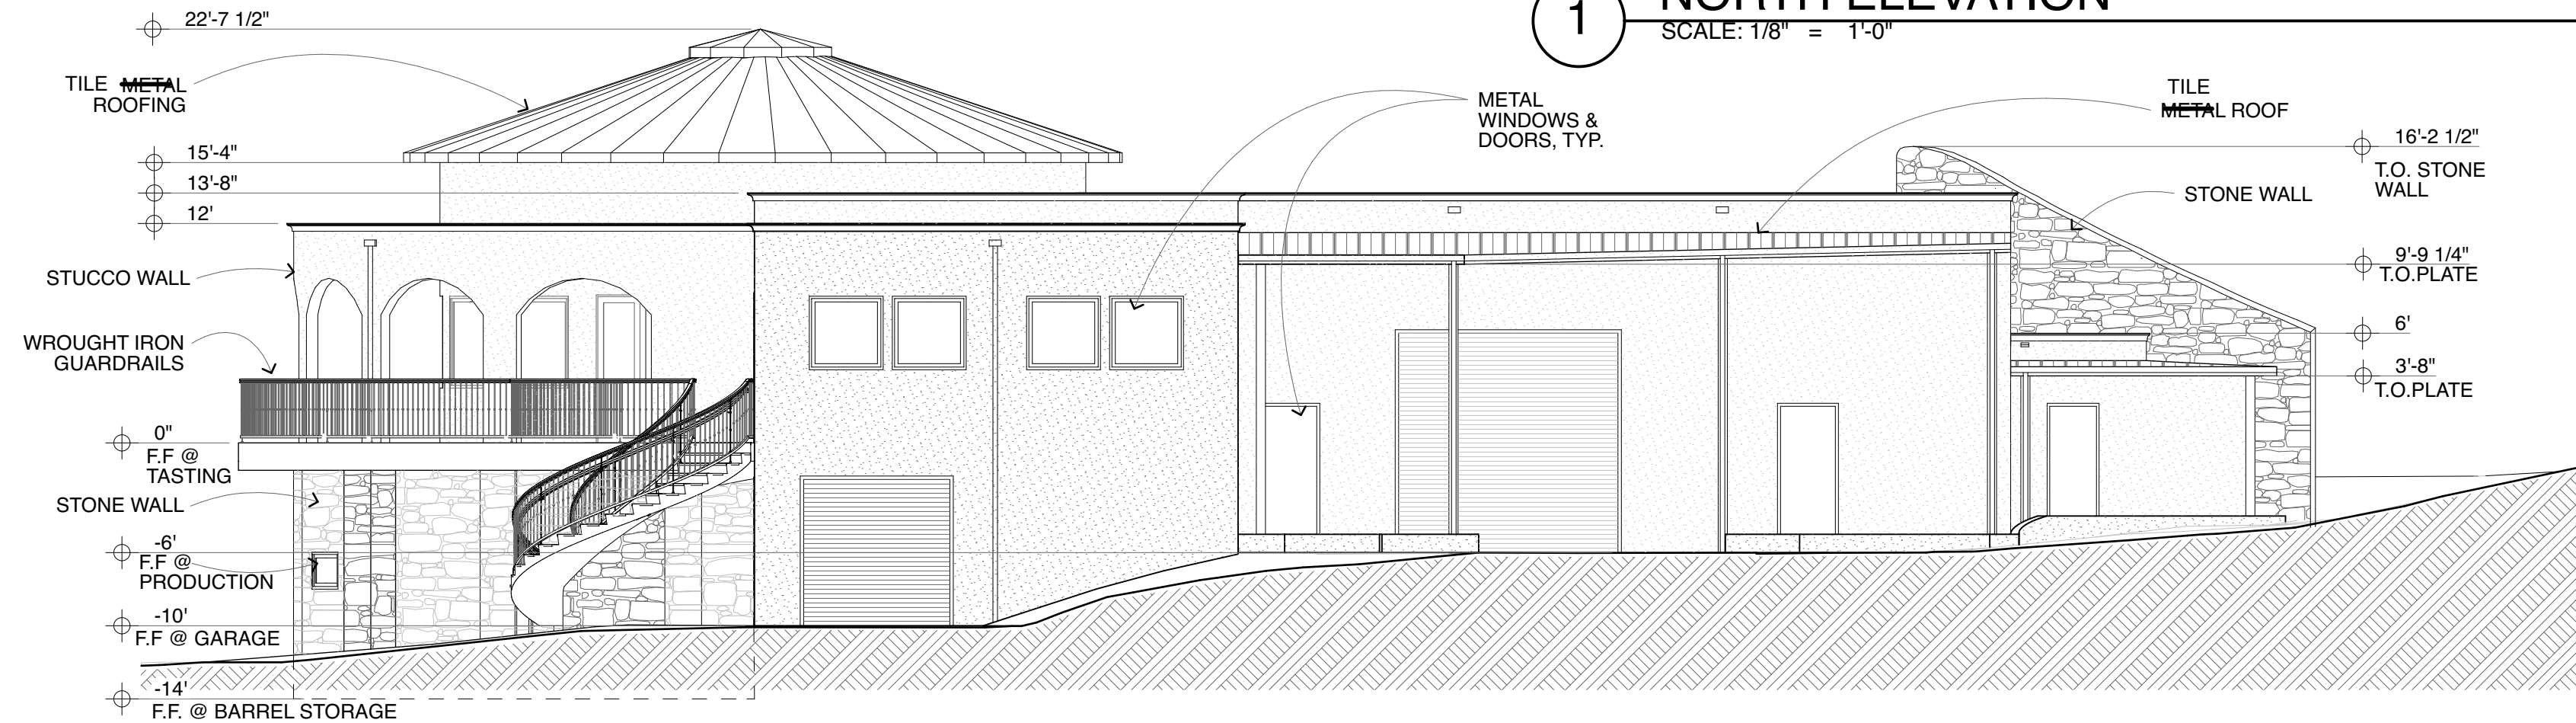 1
NORTH ELEVATION
SCALE: 1/8" = 1'-0"
22'-7 1/2"
TILE METAL
ROOFING
15'-4"
13'-8"
12'
STUCCO WALL
WROUGHT IRON
GUARDRAILS
0"
F.F @
TASTING
STONE WALL
-6'
F.F @
PRODUCTION
-10'
F.F @ GARAGE
-14'
F.F. @ BARREL STORAGE
METAL
WINDOWS &
DOORS, TYP.
TILE
METAL ROOF
16'-2 1/2"
T.O. STONE
WALL
STONE WALL
9'-9 1/4"
T.O.PLATE
6'
3'-8"
T.O.PLATE